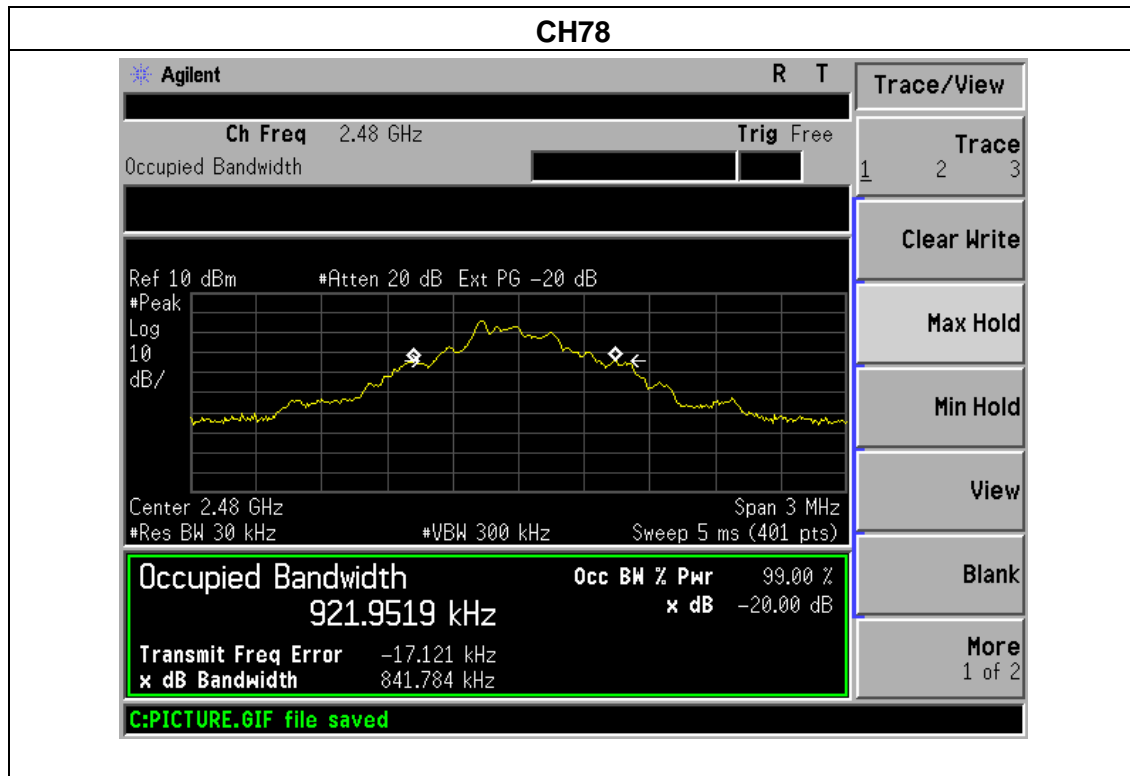 CH78
Agilent R T
Trace/View
Ch Freq 2.48 GHz Trig Free
Occupied Bandwidth
Trace
1 2 3
Clear Write
Ref 10 dBm #Atten 20 dB Ext PG −20 dB
#Peak
Log
10
dB/
Max Hold
Min Hold
View
Center 2.48 GHz Span 3 MHz
#Res BW 30 kHz #VBW 300 kHz Sweep 5 ms (401 pts)
Occupied Bandwidth Occ BW % Pwr 99.00 %
921.9519 kHz x dB −20.00 dB
Blank
Transmit Freq Error −17.121 kHz
x dB Bandwidth 841.784 kHz
More
1 of 2
C:PICTURE.GIF file saved